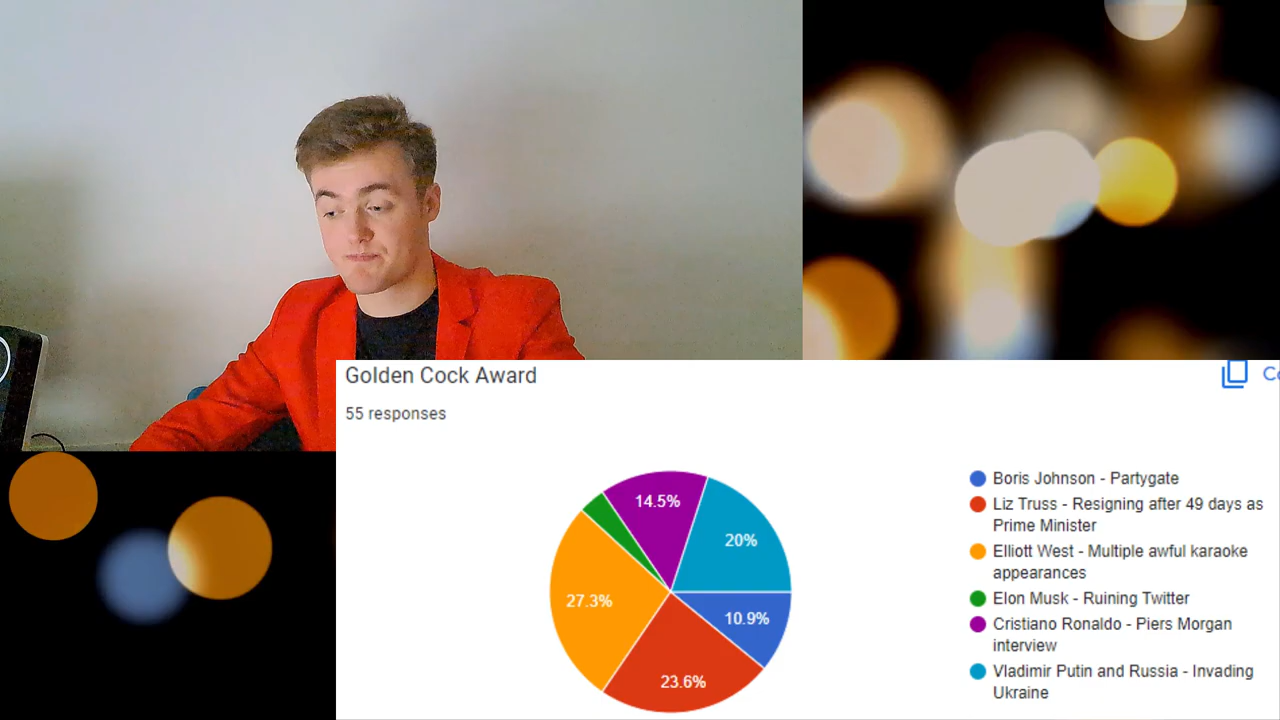 Golden Cock Award
55 responses
14.5%
20%
27.3%
10.9%
23.6%
Boris Johnson - Partygate
Liz Truss - Resigning after 49 days as
Prime Minister
Elliott West - Multiple awful karaoke
appearances
Elon Musk - Ruining Twitter
Cristiano Ronaldo - Piers Morgan
interview
Vladimir Putin and Russia - Invading
Ukraine